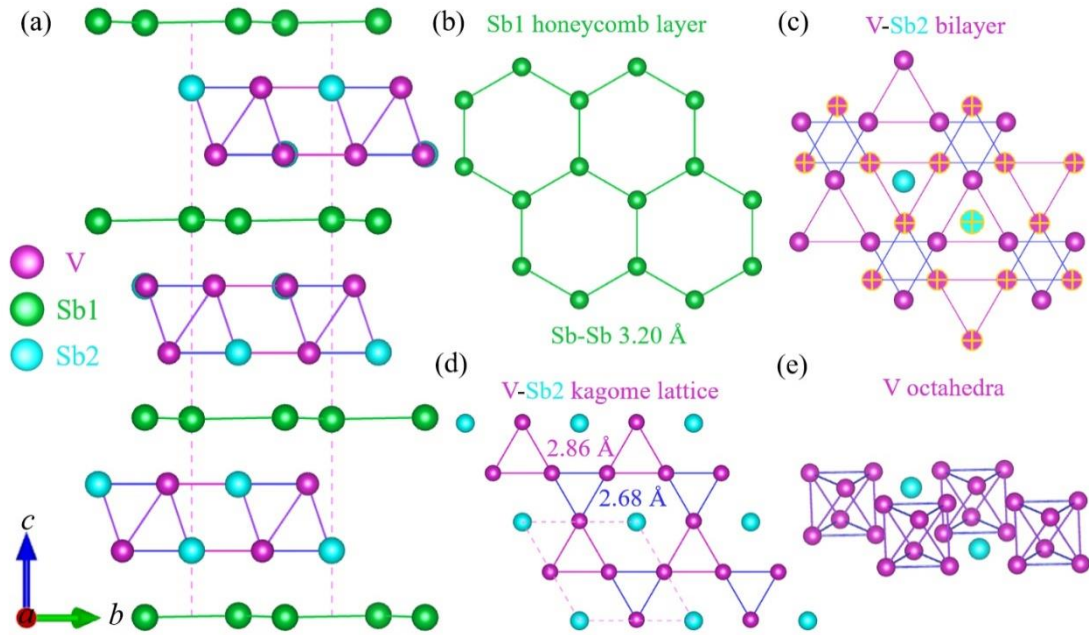 (a)
V
Sb1
Sb2
c
a
b
(b)
Sb1 honeycomb layer
Sb-Sb 3.20 Å
(c)
V-Sb2 bilayer
(d)
V-Sb2 kagome lattice
2.86 Å
2.68 Å
(e)
V octahedra